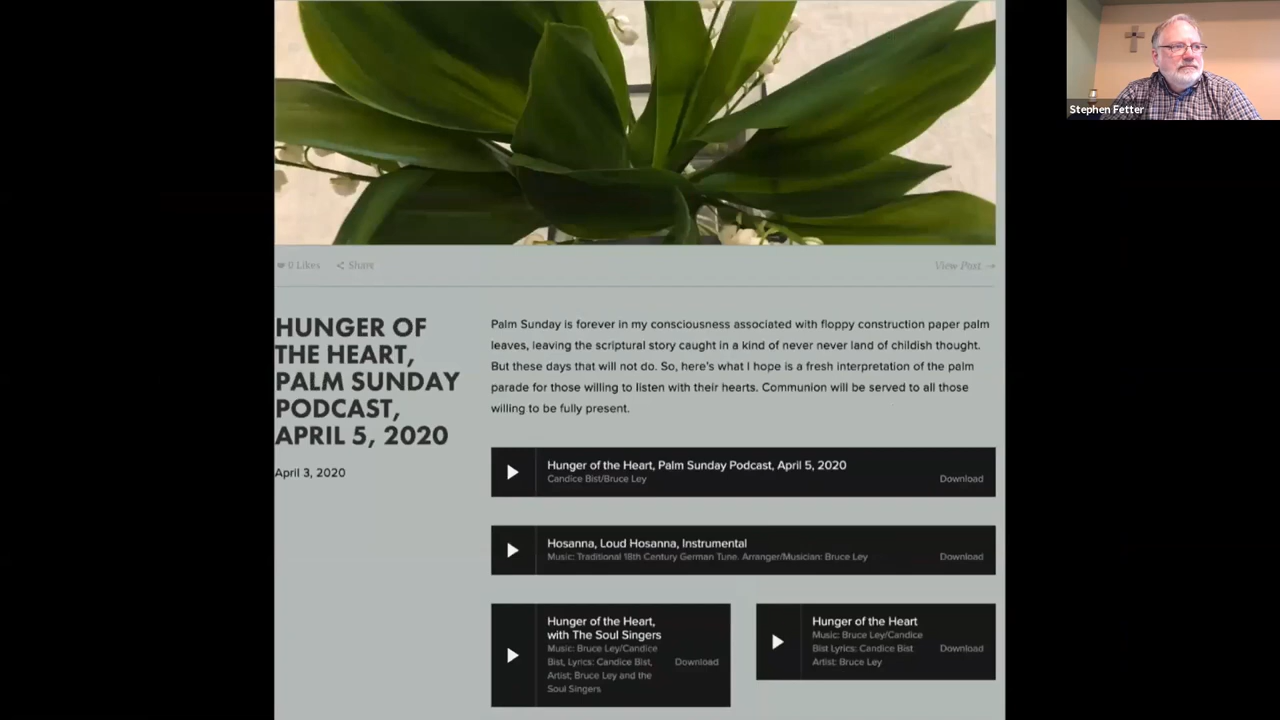 Stephen Fetter
0 Likes
Share
View Post →
HUNGER OF
THE HEART,
PALM SUNDAY
PODCAST,
APRIL 5, 2020
April 3, 2020
Palm Sunday is forever in my consciousness associated with floppy construction paper palm
leaves, leaving the scriptural story caught in a kind of never never land of childish thought.
But these days that will not do. So, here's what I hope is a fresh interpretation of the palm
parade for those willing to listen with their hearts. Communion will be served to all those
willing to be fully present.
Hunger of the Heart, Palm Sunday Podcast, April 5, 2020
Candice Bist/Bruce Ley
Download
Hosanna, Loud Hosanna, Instrumental
Music: Traditional 18th Century German Tune. Arranger/Musician: Bruce Ley
Download
Hunger of the Heart,
with The Soul Singers
Music: Bruce Ley/Candice
Bist, Lyrics: Candice Bist,
Artist; Bruce Ley and the
Soul Singers
Download
Hunger of the Heart
Music: Bruce Ley/Candice
Bist Lyrics: Candice Bist
Artist: Bruce Ley
Download